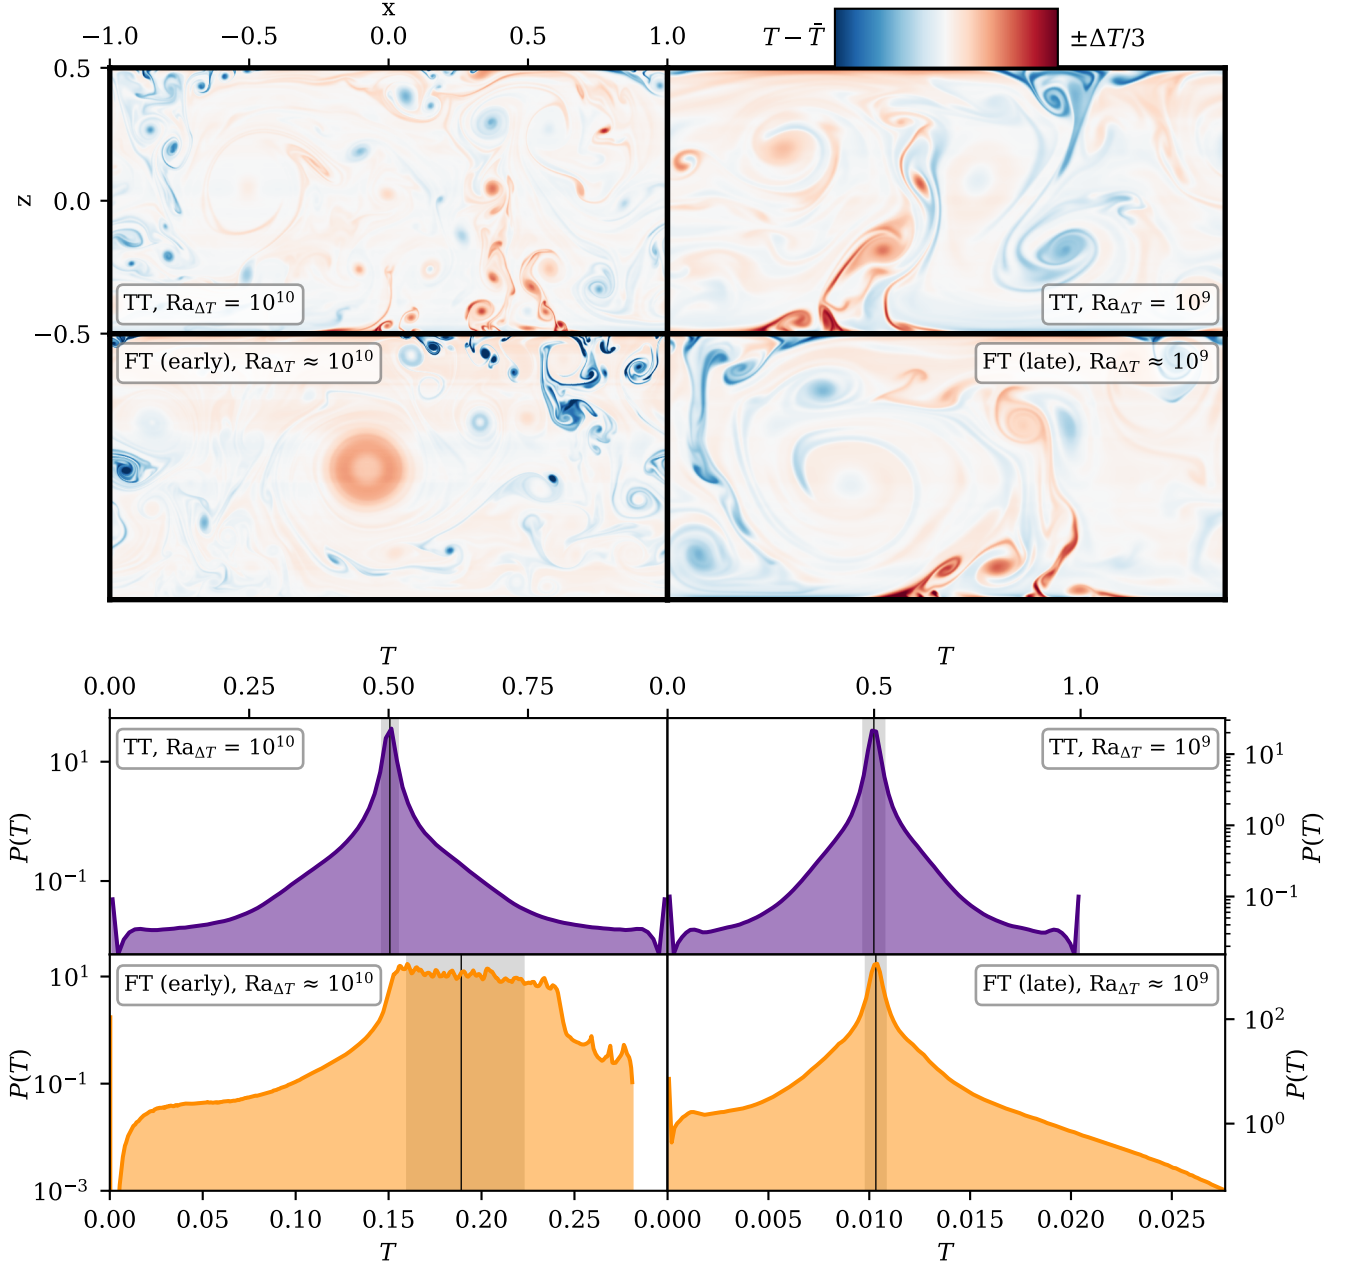 x
−1.0 −0.5 0.0 0.5 1.0
T − T̄ ±ΔT/3
0.5
z
0.0
−0.5
TT, Ra_ΔT = 10^10
TT, Ra_ΔT = 10^9
FT (early), Ra_ΔT ≈ 10^10
FT (late), Ra_ΔT ≈ 10^9
T T
0.00 0.25 0.50 0.75 0.0 0.5 1.0
TT, Ra_ΔT = 10^10
TT, Ra_ΔT = 10^9
P(T)
10^1
10^−1
10^1
10^0
10^−1
P(T)
FT (early), Ra_ΔT ≈ 10^10
FT (late), Ra_ΔT ≈ 10^9
P(T)
10^1
10^−1
10^−3
10^2
10^0
P(T)
0.00 0.05 0.10 0.15 0.20 0.25 0.000 0.005 0.010 0.015 0.020 0.025
T T